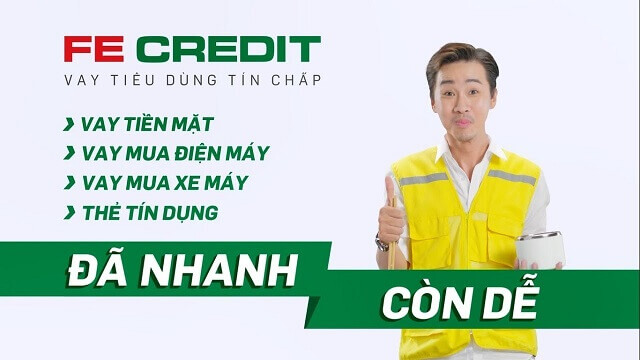 FE CREDIT
VAY TIÊU DÙNG TÍN CHẤP
VAY TIỀN MẶT
VAY MUA ĐIỆN MÁY
VAY MUA XE MÁY
THẺ TÍN DỤNG
ĐÃ NHANH
CÒN DỄ